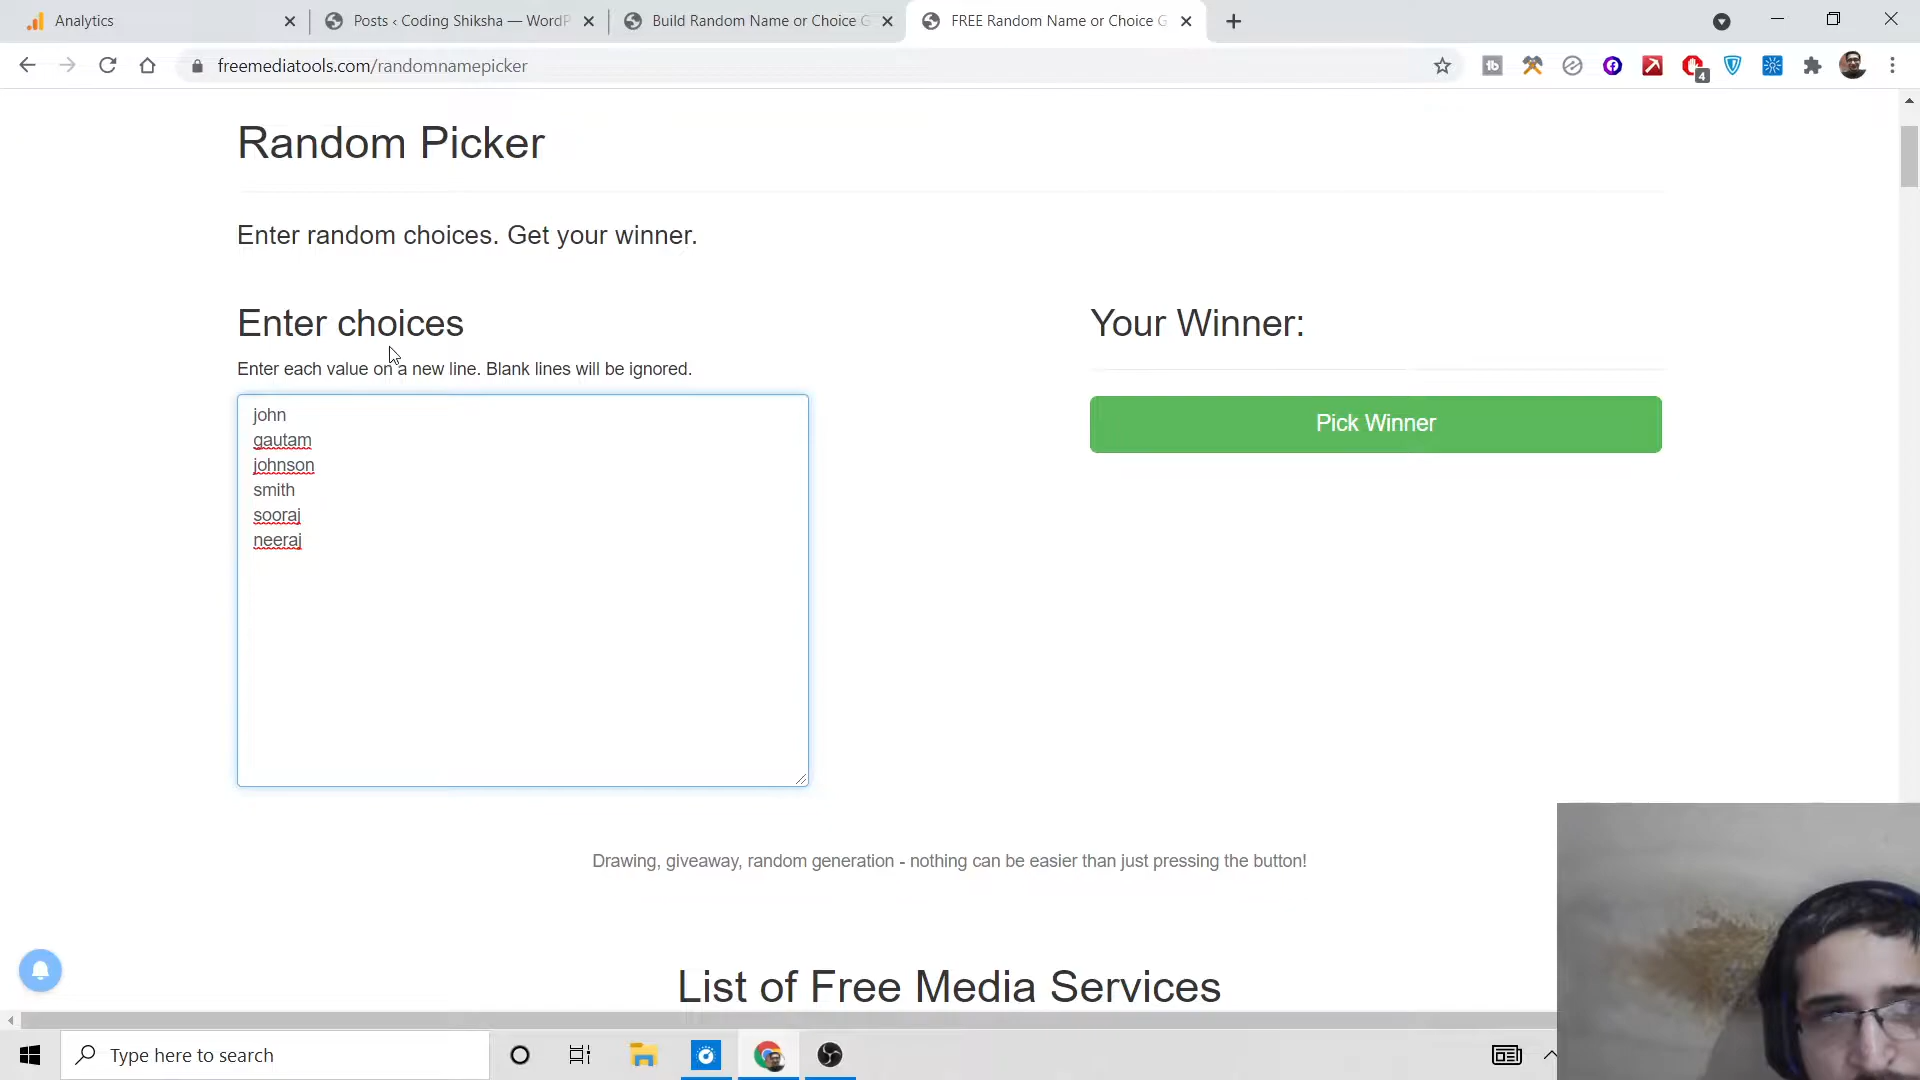 Analytics
Posts ‹ Coding Shiksha — WordP
Build Random Name or Choice G
FREE Random Name or Choice G
freemediatools.com/randomnamepicker
4
Random Picker
Enter random choices. Get your winner.
Enter choices
Your Winner:
Enter each value on a new line. Blank lines will be ignored.
john
gautam
johnson
smith
sooraj
neeraj
Pick Winner
Drawing, giveaway, random generation - nothing can be easier than just pressing the button!
List of Free Media Services
Type here to search